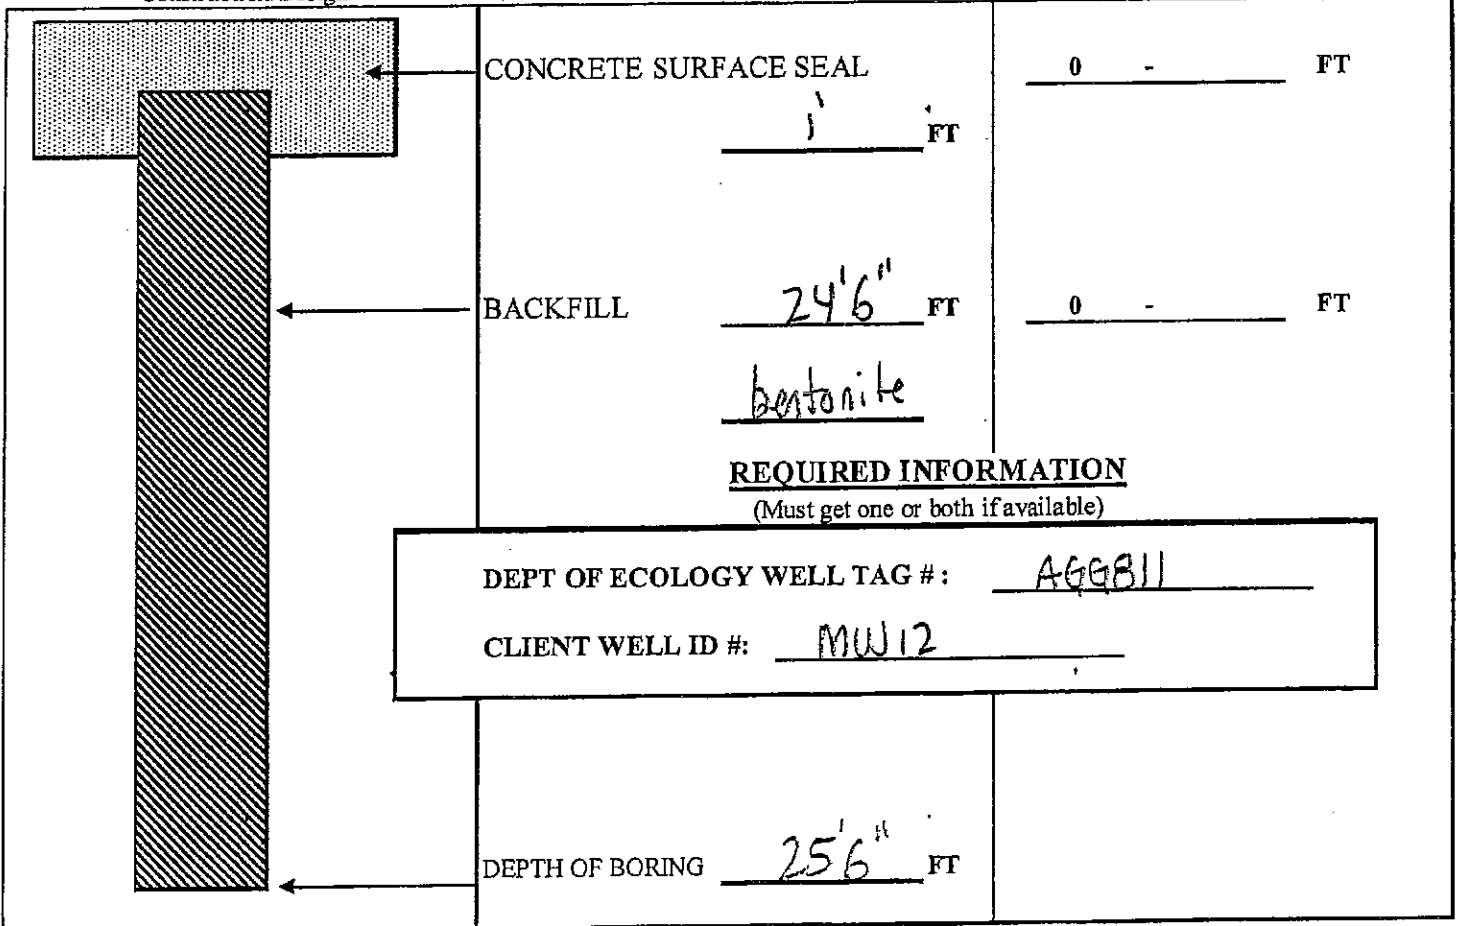 CONCRETE SURFACE SEAL 0 - FT
1' FT
BACKFILL 24'6" FT 0 - FT
bentonite
REQUIRED INFORMATION
(Must get one or both if available)
DEPT OF ECOLOGY WELL TAG #: AGG811
CLIENT WELL ID #: MW12
DEPTH OF BORING 25'6" FT